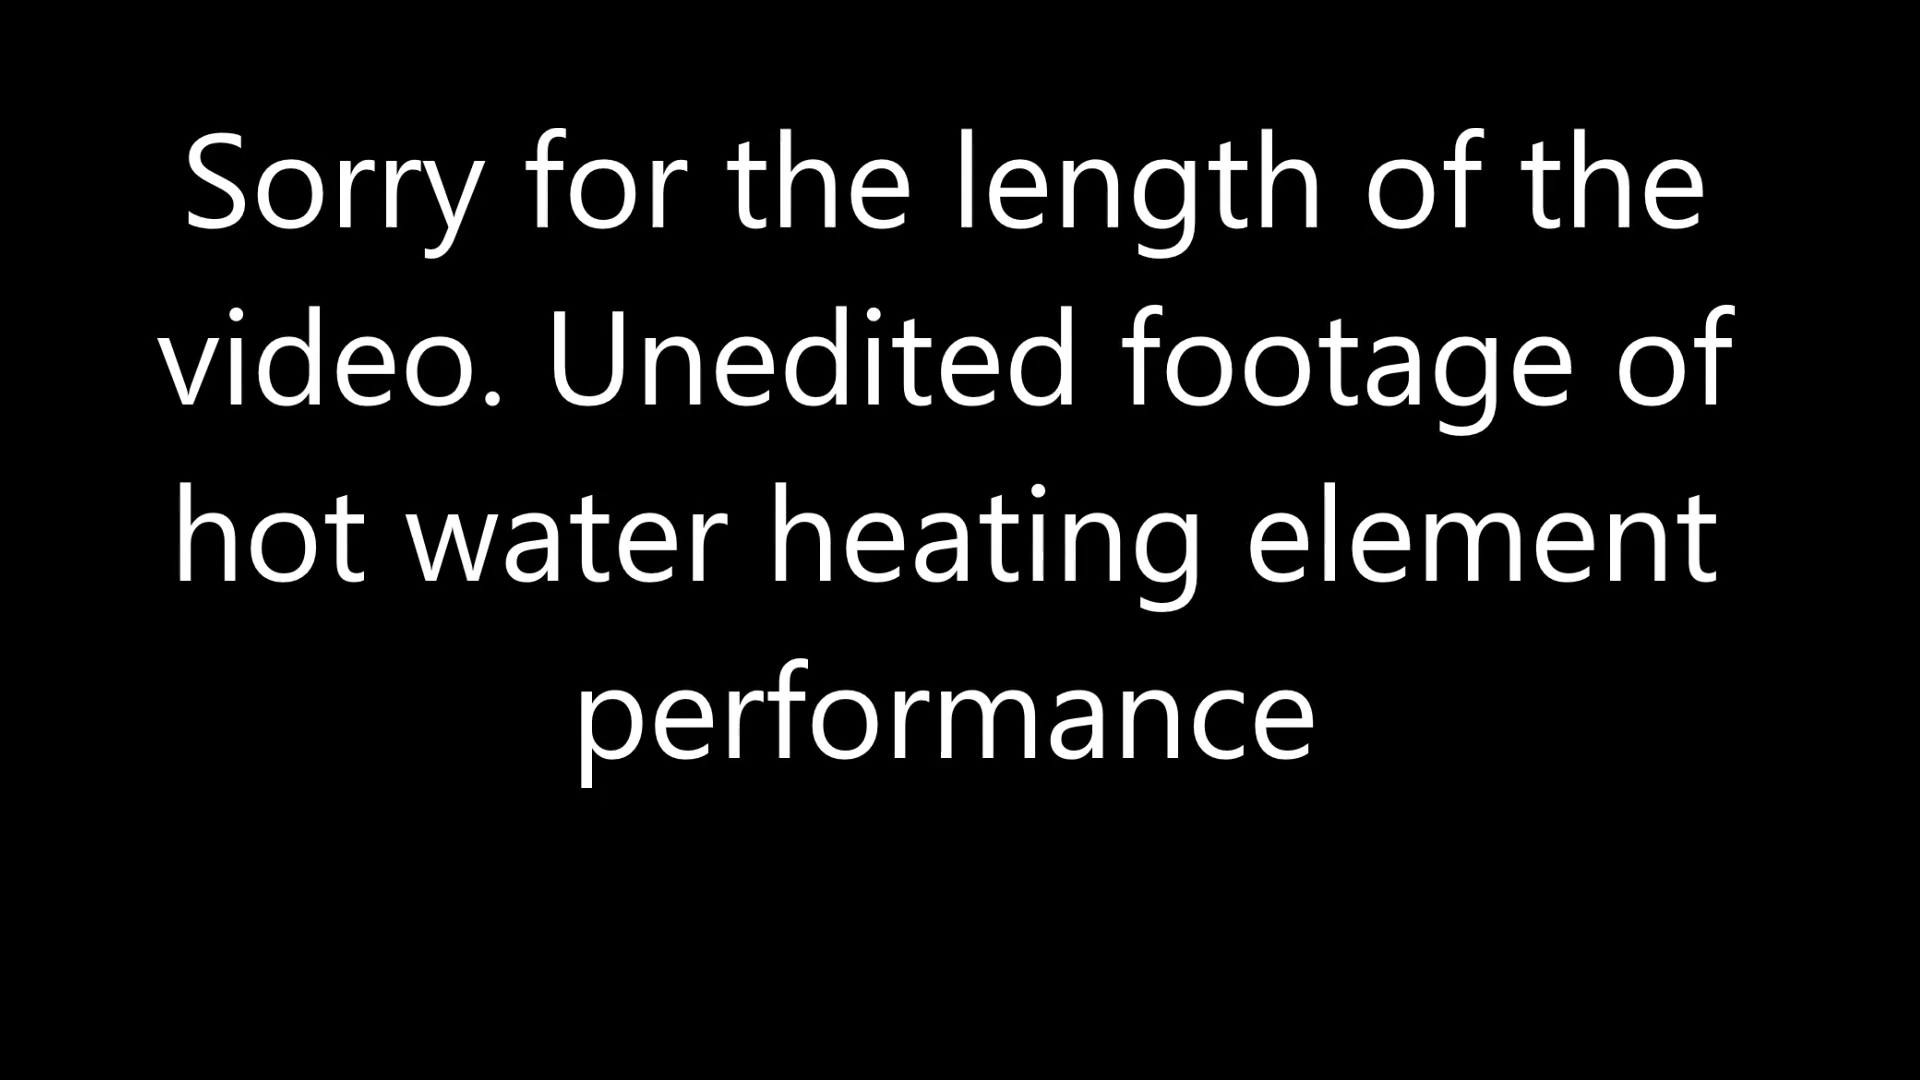 Sorry for the length of the
video. Unedited footage of
hot water heating element
performance